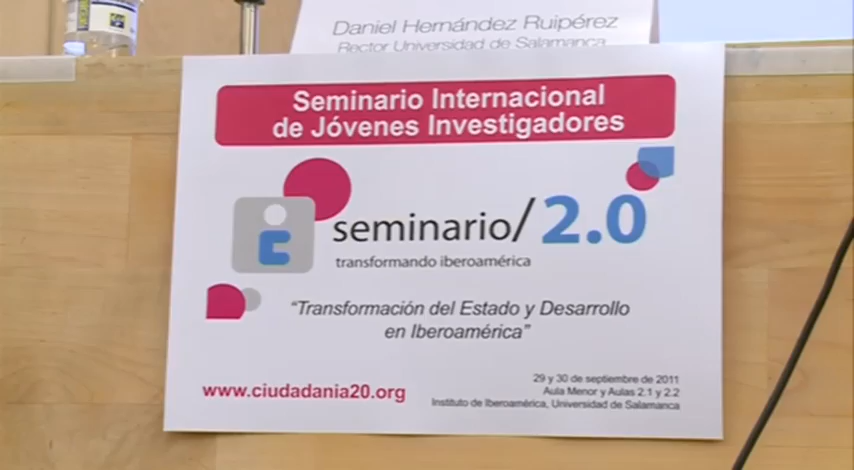 Daniel Hernández Ruipérez
Rector Universidad de Salamanca
Seminario Internacional
de Jóvenes Investigadores
seminario/2.0
transformando iberoamérica
"Transformación del Estado y Desarrollo
en Iberoamérica"
www.ciudadania20.org
29 y 30 de septiembre de 2011
Aula Menor y Aulas 2.1 y 2.2
Instituto de Iberoamérica, Universidad de Salamanca